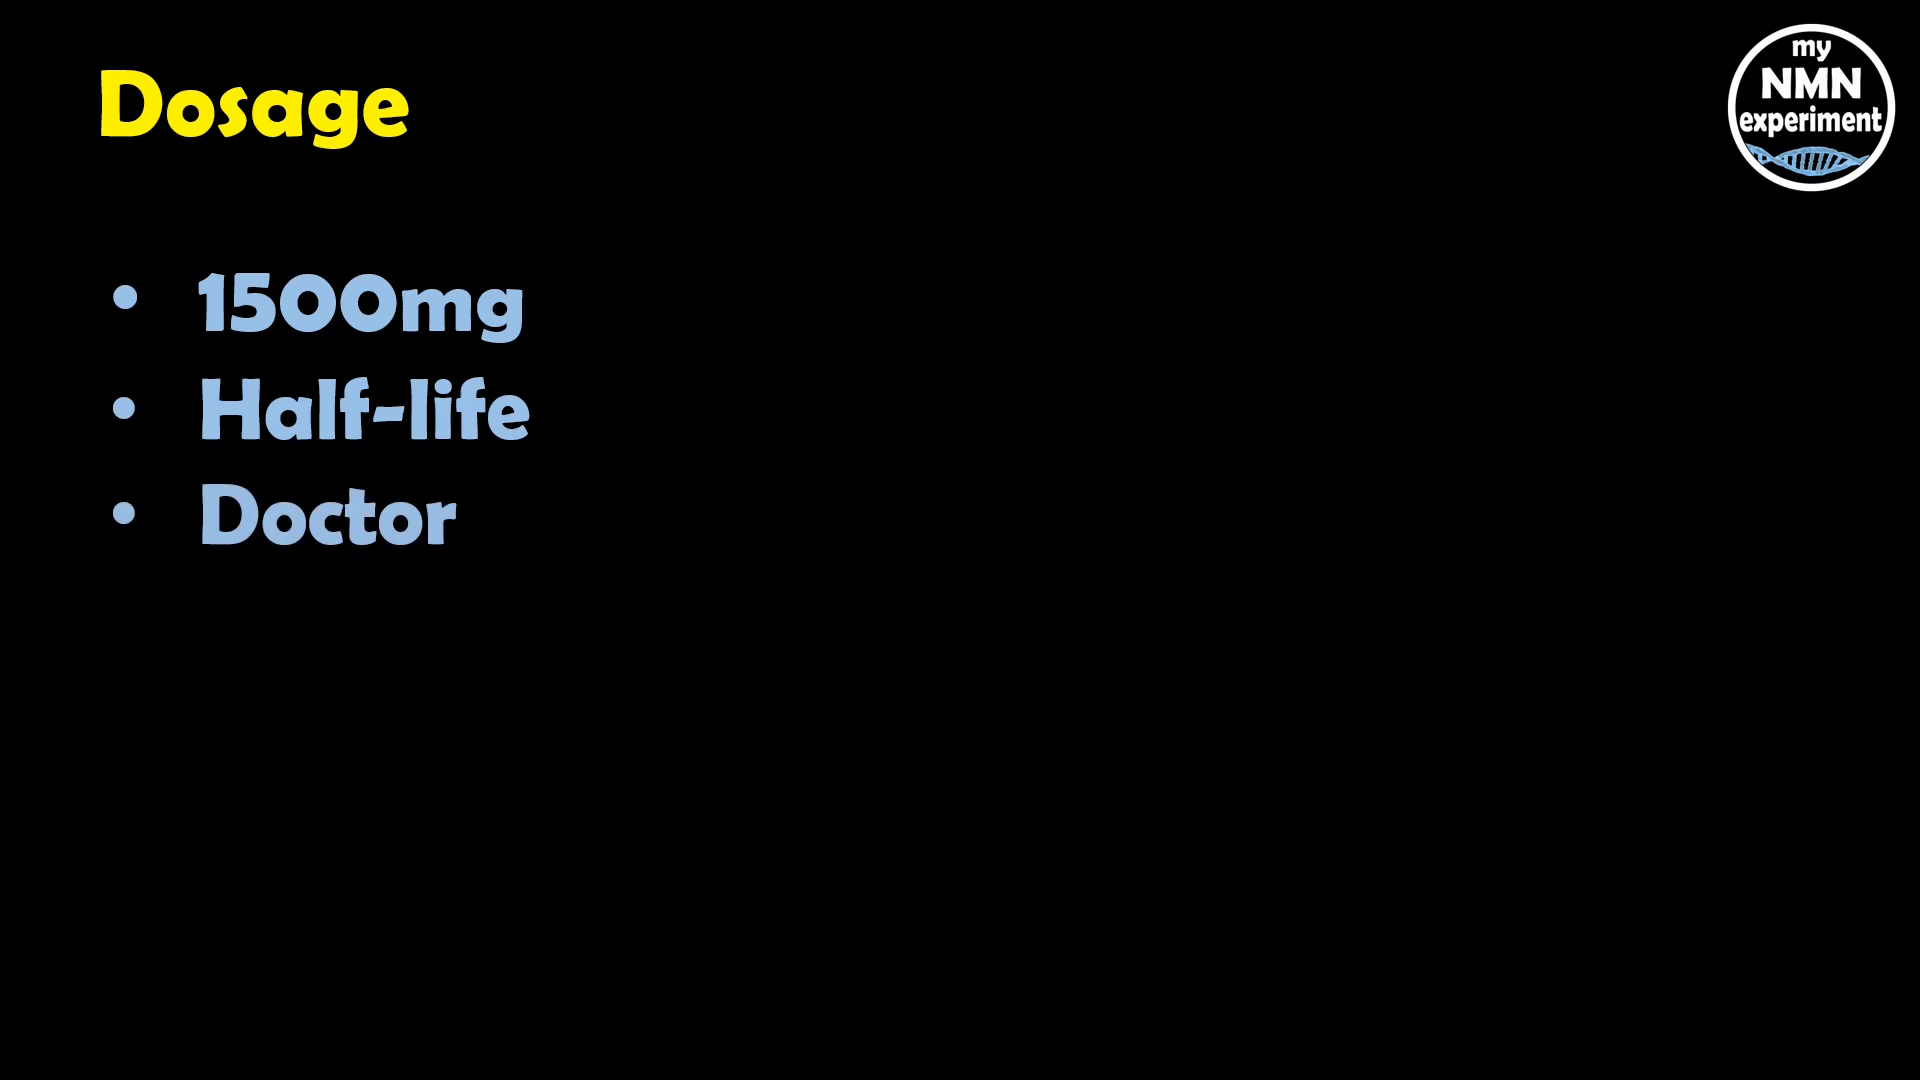 Dosage
my
NMN
experiment
• 1500mg
• Half-life
• Doctor